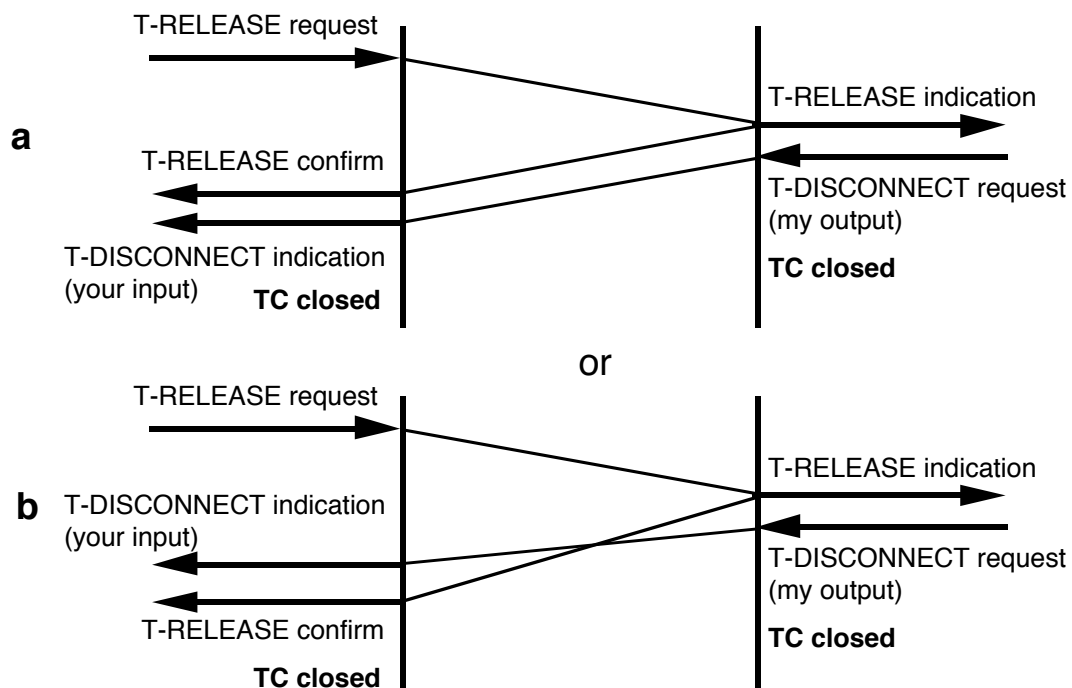 T-RELEASE request
T-RELEASE indication
a
T-RELEASE confirm
T-DISCONNECT request
(my output)
T-DISCONNECT indication
(your input)
TC closed
TC closed
or
T-RELEASE request
T-RELEASE indication
b
T-DISCONNECT indication
(your input)
T-DISCONNECT request
(my output)
T-RELEASE confirm
TC closed
TC closed